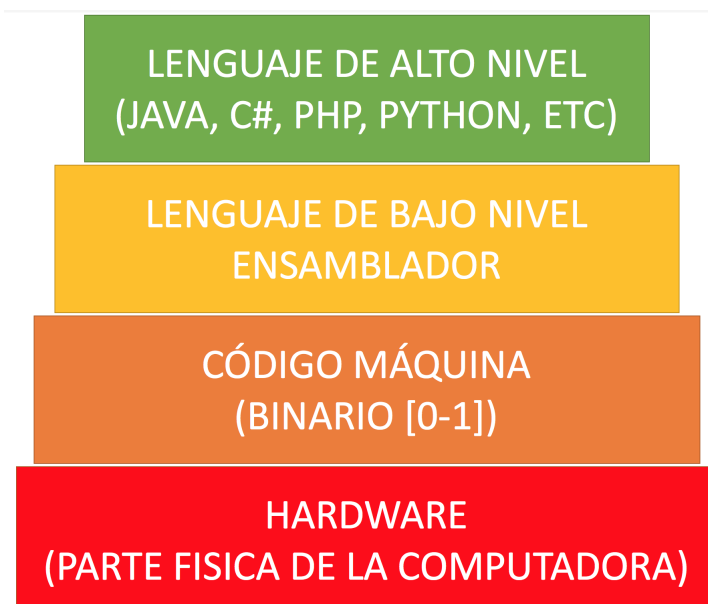 LENGUAJE DE ALTO NIVEL
(JAVA, C#, PHP, PYTHON, ETC)
LENGUAJE DE BAJO NIVEL
ENSAMBLADOR
CÓDIGO MÁQUINA
(BINARIO [0-1])
HARDWARE
(PARTE FISICA DE LA COMPUTADORA)